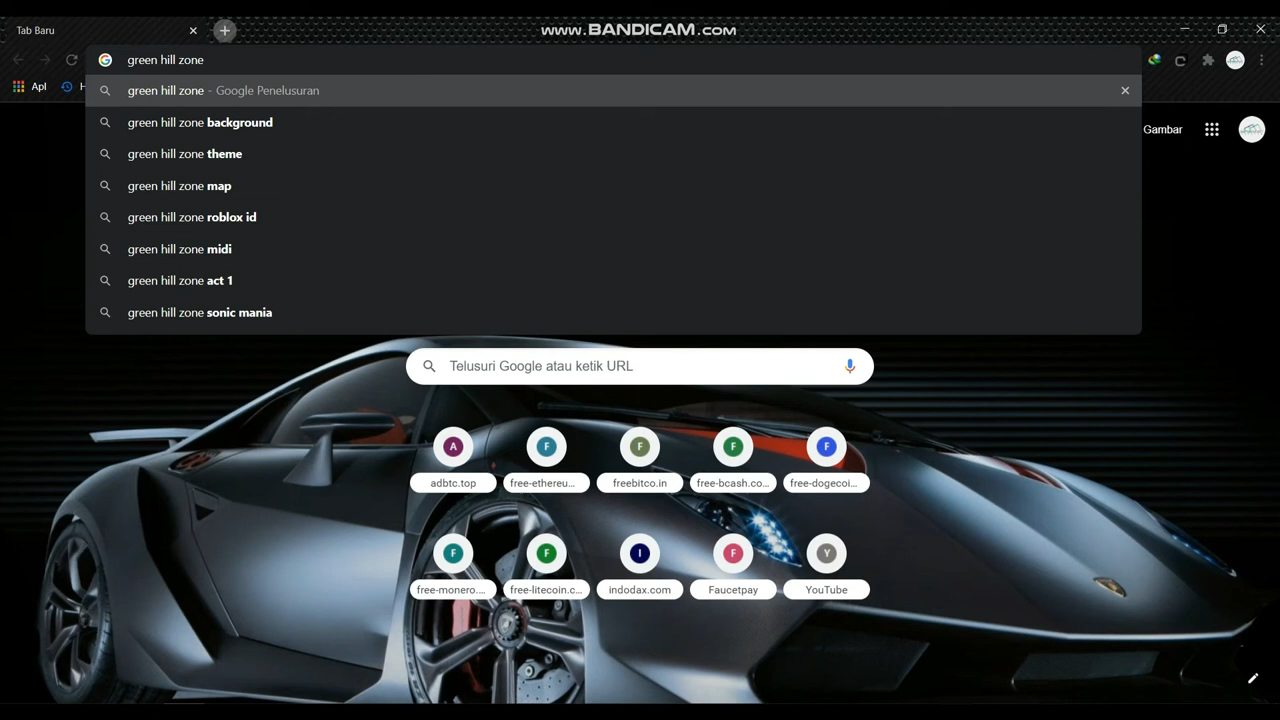 Tab Baru
www.BANDICAM.com
green hill zone
Apl
H
green hill zone - Google Penelusuran
green hill zone background
green hill zone theme
green hill zone map
green hill zone roblox id
green hill zone midi
green hill zone act 1
green hill zone sonic mania
Gambar
Telusuri Google atau ketik URL
A
F
F
F
F
adbtc.top
free-ethereu...
freebitco.in
free-bcash.co...
free-dogecoi...
F
F
I
F
Y
free-monero....
free-litecoin.c...
indodax.com
Faucetpay
YouTube